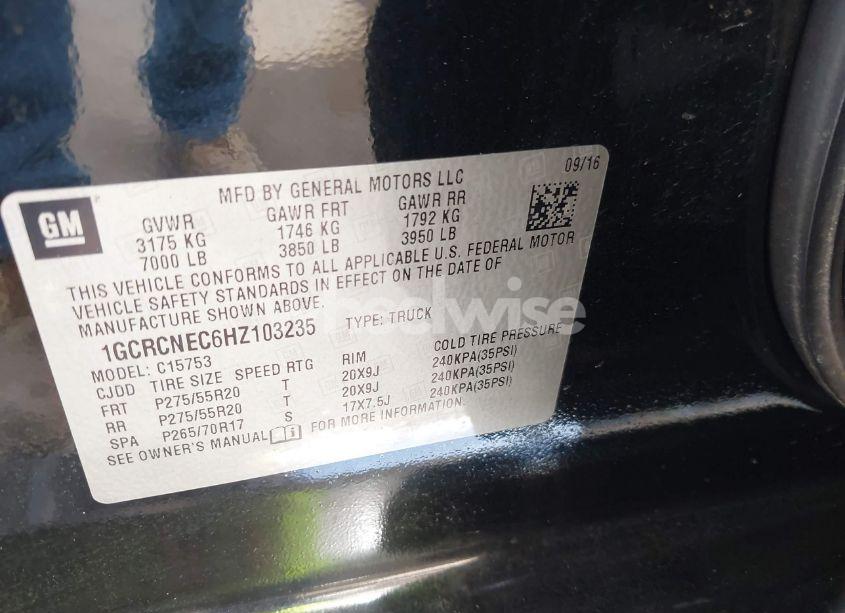 GM
MFD BY GENERAL MOTORS LLC
09/16
GVWR GAWR FRT GAWR RR
3175 KG 1746 KG 1792 KG
7000 LB 3850 LB 3950 LB
THIS VEHICLE CONFORMS TO ALL APPLICABLE U.S. FEDERAL MOTOR
VEHICLE SAFETY STANDARDS IN EFFECT ON THE DATE OF
MANUFACTURE SHOWN ABOVE.
1GCRCNEC6HZ103235 TYPE: TRUCK
MODEL: C15753
CJDD TIRE SIZE SPEED RTG RIM COLD TIRE PRESSURE
FRT P275/55R20 T 20X9J 240KPA(35PSI)
RR P275/55R20 T 20X9J 240KPA(35PSI)
SPA P265/70R17 S 17X7.5J 240KPA(35PSI)
SEE OWNER'S MANUAL FOR MORE INFORMATION.